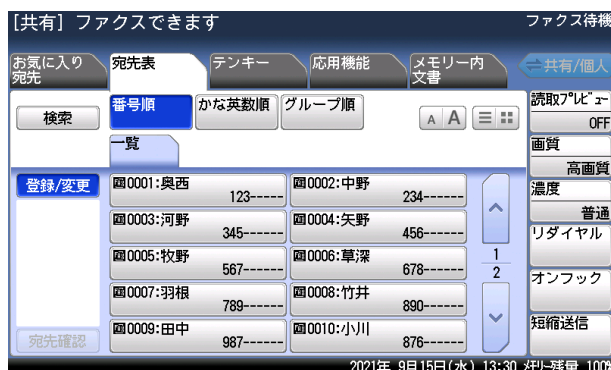 [共有] ファクスできます
ファクス待機
お気に入り
宛先
宛先表
テンキー
応用機能
メモリー内
文書
共有/個人
検索
番号順
かな英数順
グループ順
A A
読取プレビュー
OFF
一覧
画質
高画質
登録/変更
0001:奥西
123------
0002:中野
234------
濃度
普通
0003:河野
345------
0004:矢野
456------
リダイヤル
0005:牧野
567------
0006:草深
678------
1
2
オンフック
0007:羽根
789------
0008:竹井
890------
短縮送信
0009:田中
987------
0010:小川
876------
宛先確認
2021年 9月15日(水) 13:30 メモリー残量 100%